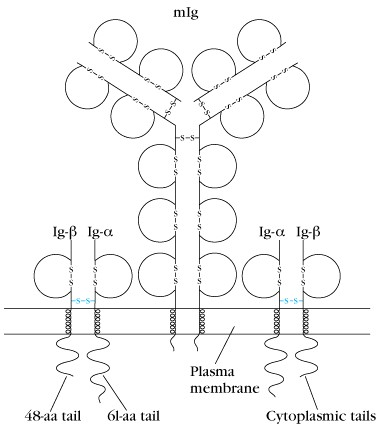 mIg
S–S
S–S
S–S
S–S
S–S
S–S
S–S
S–S
S–S
S–S
Ig-β Ig-α
Ig-α Ig-β
S–S
S–S
S–S
S–S
S–S
S–S
–S–S–
–S–S–
Plasma
membrane
48-aa tail
6l-aa tail
Cytoplasmic tails